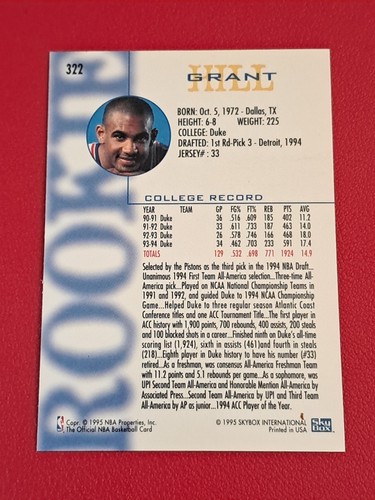 322
GRANT
HILL
ROOKIE
BORN: Oct. 5, 1972 - Dallas, TX
HEIGHT: 6-8 WEIGHT: 225
COLLEGE: Duke
DRAFTED: 1st Rd-Pick 3 - Detroit, 1994
JERSEY# : 33
COLLEGE RECORD
YEAR TEAM GP FG% FT% REB PTS AVG
90-91 Duke 36 .516 .609 185 402 11.2
91-92 Duke 33 .611 .733 187 463 14.0
92-93 Duke 26 .578 .746 166 468 18.0
93-94 Duke 34 .462 .703 233 591 17.4
TOTALS 129 .532 .698 771 1924 14.9
Selected by the Pistons as the third pick in the 1994 NBA Draft...
Unanimous 1994 First Team All-America selection...Three-time All-
America pick...Played on NCAA National Championship Teams in
1991 and 1992, and guided Duke to 1994 NCAA Championship
Game...Helped Duke to three regular season Atlantic Coast
Conference titles and one ACC Tournament Title...The first player in
ACC history with 1,900 points, 700 rebounds, 400 assists, 200 steals
and 100 blocked shots in a career...Finished ninth on Duke's all-time
scoring list (1,924), sixth in assists (461)and fourth in steals
(218)...Eighth player in Duke history to have his number (#33)
retired...As a freshman, was consensus All-America Freshman Team
with 11.2 points and 5.1 rebounds per game...As a sophomore, was
UPI Second Team All-America and Honorable Mention All-America by
Associated Press...Second Team All-America by UPI and Third Team
All-America by AP as junior...1994 ACC Player of the Year.
Copr. © 1995 NBA Properties, Inc.
The Official NBA Basketball Card
© 1995 SKYBOX INTERNATIONAL
Printed in USA
SkyBox